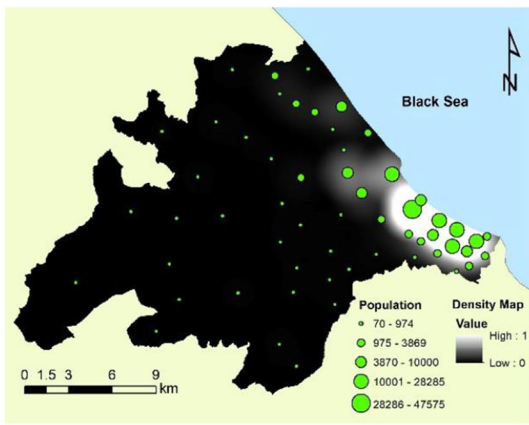 N
Black Sea
Population
70 - 974
975 - 3869
3870 - 10000
10001 - 28285
28286 - 47575
Density Map
Value
High : 1
Low : 0
0 1.5 3 6 9
km